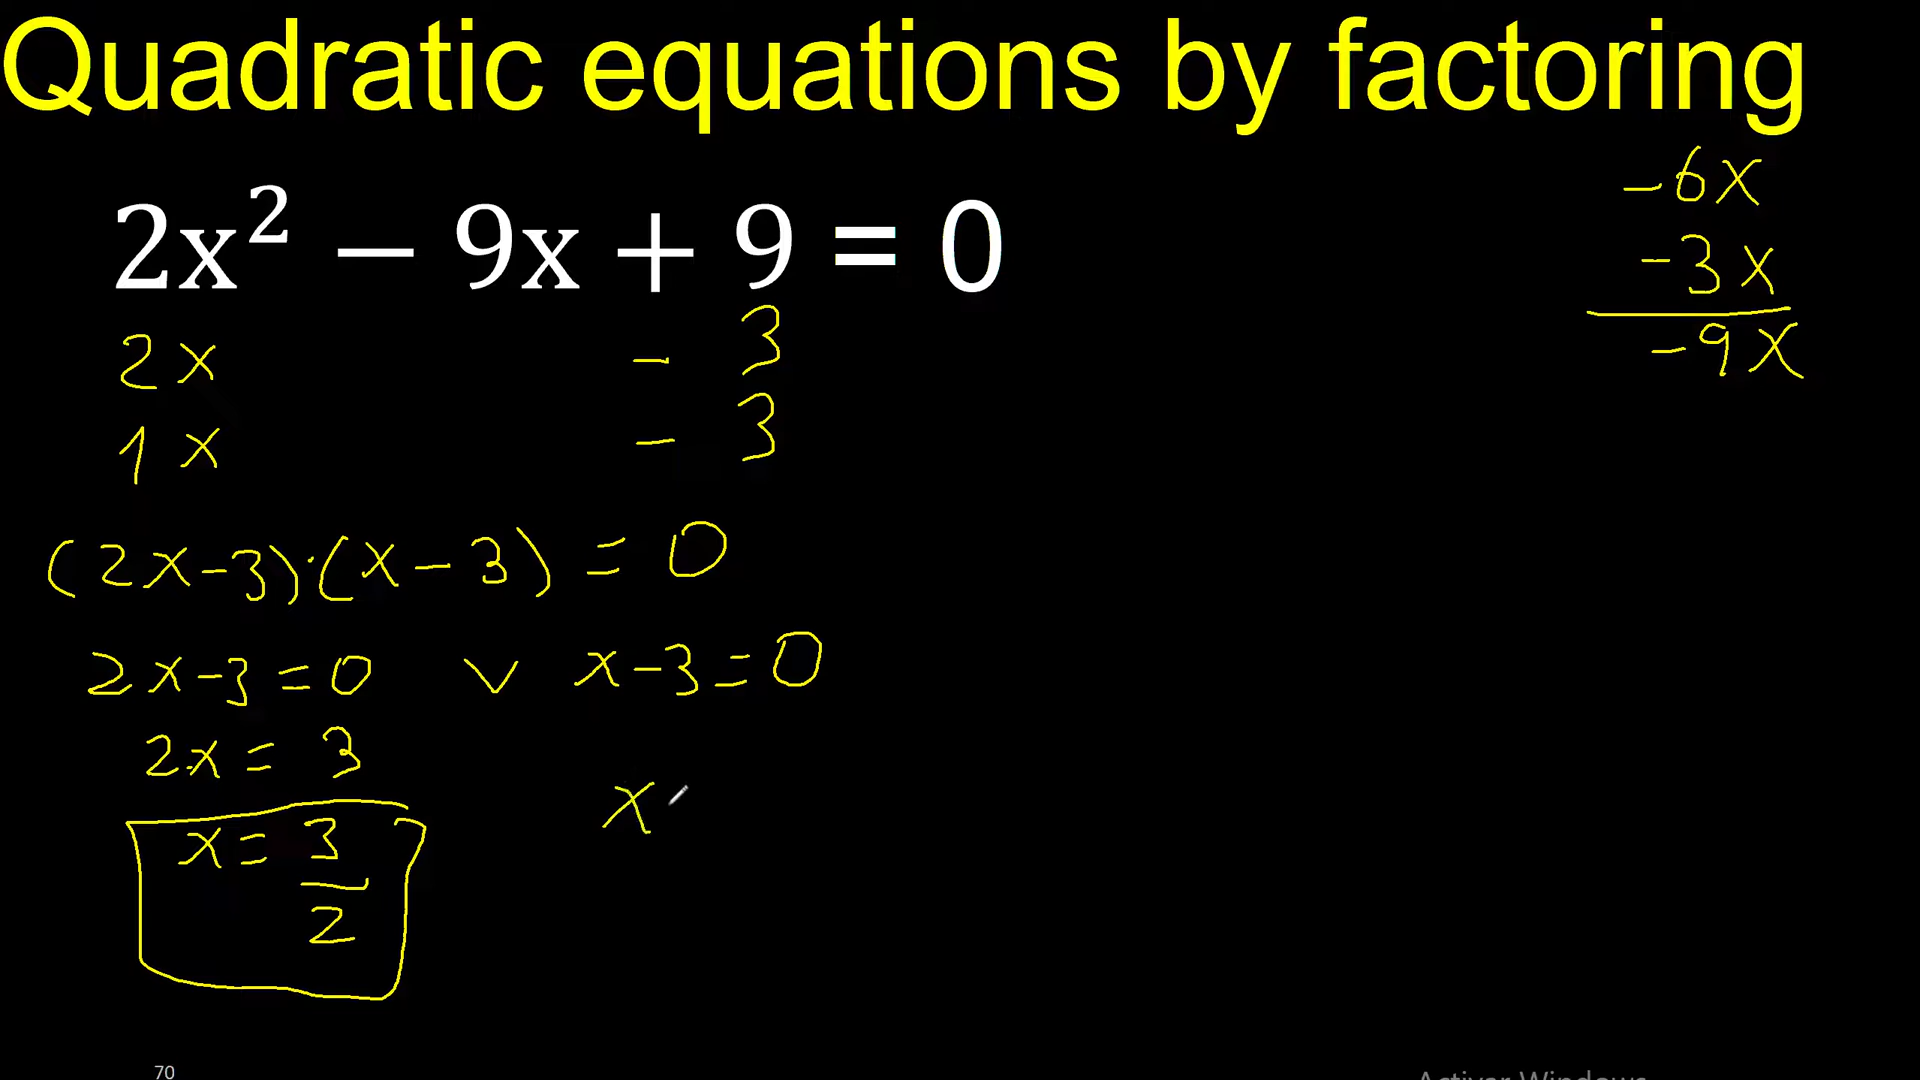 Quadratic equations by factoring
2x² − 9x + 9 = 0
-6x
-3x
-9x
2x - 3
1x - 3
(2x-3)·(x-3) = 0
2x-3=0 v x-3=0
2x = 3
x = 3/2
x
70